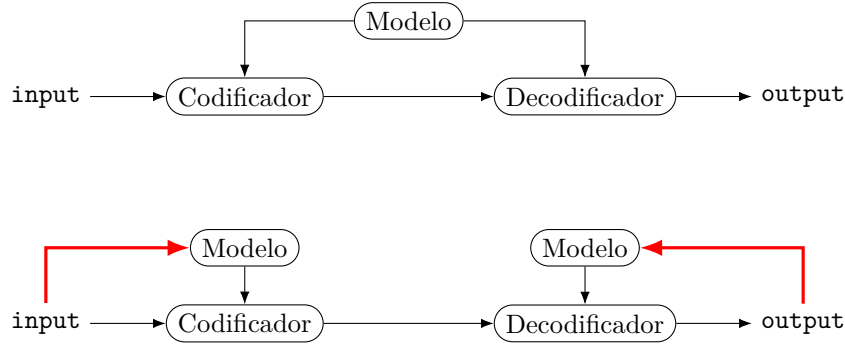 Modelo
input Codificador Decodificador output
Modelo Modelo
input Codificador Decodificador output